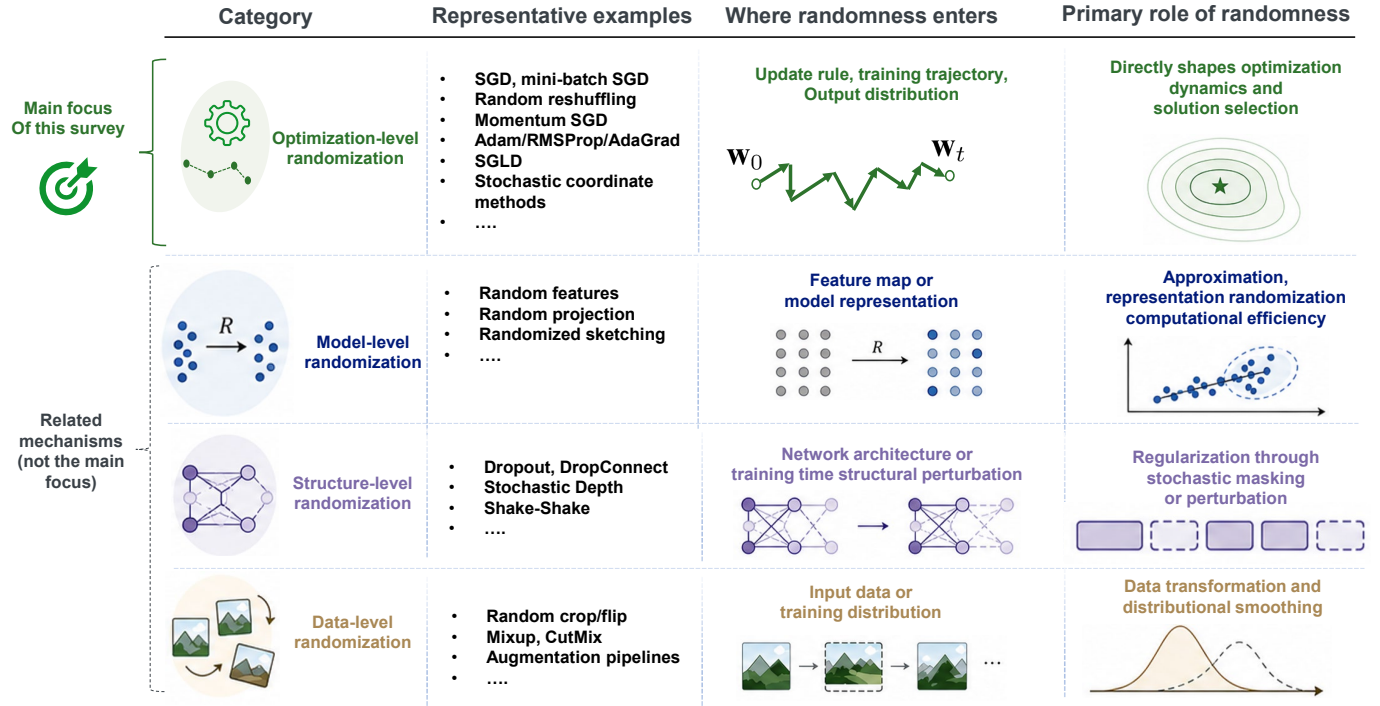 Category
Representative examples
Where randomness enters
Primary role of randomness
Main focus
Of this survey
Optimization-level
randomization
• SGD, mini-batch SGD
• Random reshuffling
• Momentum SGD
• Adam/RMSProp/AdaGrad
• SGLD
• Stochastic coordinate
methods
• ....
Update rule, training trajectory,
Output distribution
w₀
wₜ
Directly shapes optimization
dynamics and
solution selection
Related
mechanisms
(not the main
focus)
R
Model-level
randomization
• Random features
• Random projection
• Randomized sketching
• ....
Feature map or
model representation
R
Approximation,
representation randomization
computational efficiency
Structure-level
randomization
• Dropout, DropConnect
• Stochastic Depth
• Shake-Shake
• ....
Network architecture or
training time structural perturbation
Regularization through
stochastic masking
or perturbation
Data-level
randomization
• Random crop/flip
• Mixup, CutMix
• Augmentation pipelines
• ....
Input data or
training distribution
...
Data transformation and
distributional smoothing